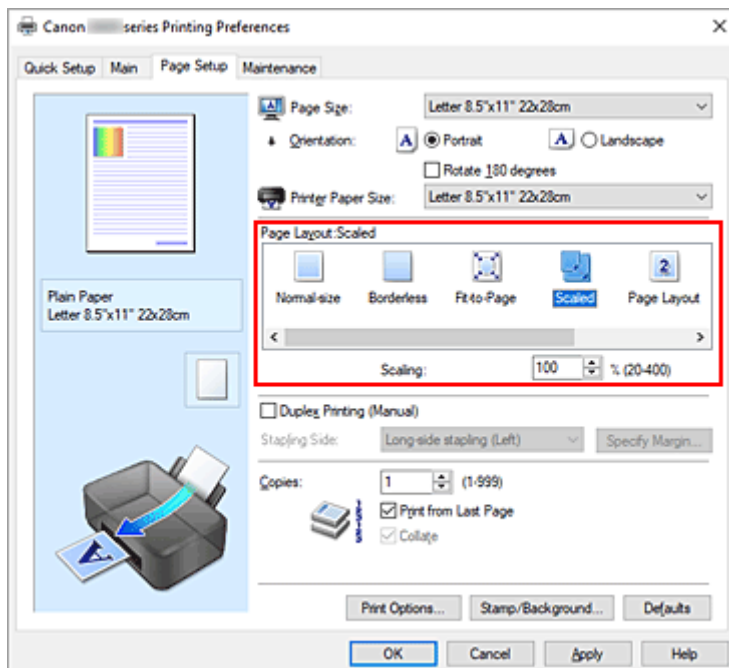 Canon series Printing Preferences
Quick Setup Main Page Setup Maintenance
Page Size: Letter 8.5"x11" 22x28cm
Orientation: A Portrait A Landscape
Rotate 180 degrees
Printer Paper Size: Letter 8.5"x11" 22x28cm
Page Layout:Scaled
2
Normal-size Borderless Fit-to-Page Scaled Page Layout
Scaling: 100 % (20-400)
Plain Paper
Letter 8.5"x11" 22x28cm
Duplex Printing (Manual)
Stapling Side: Long-side stapling (Left) Specify Margin...
Copies: 1 (1-999)
Print from Last Page
Collate
A
Print Options... Stamp/Background... Defaults
OK Cancel Apply Help